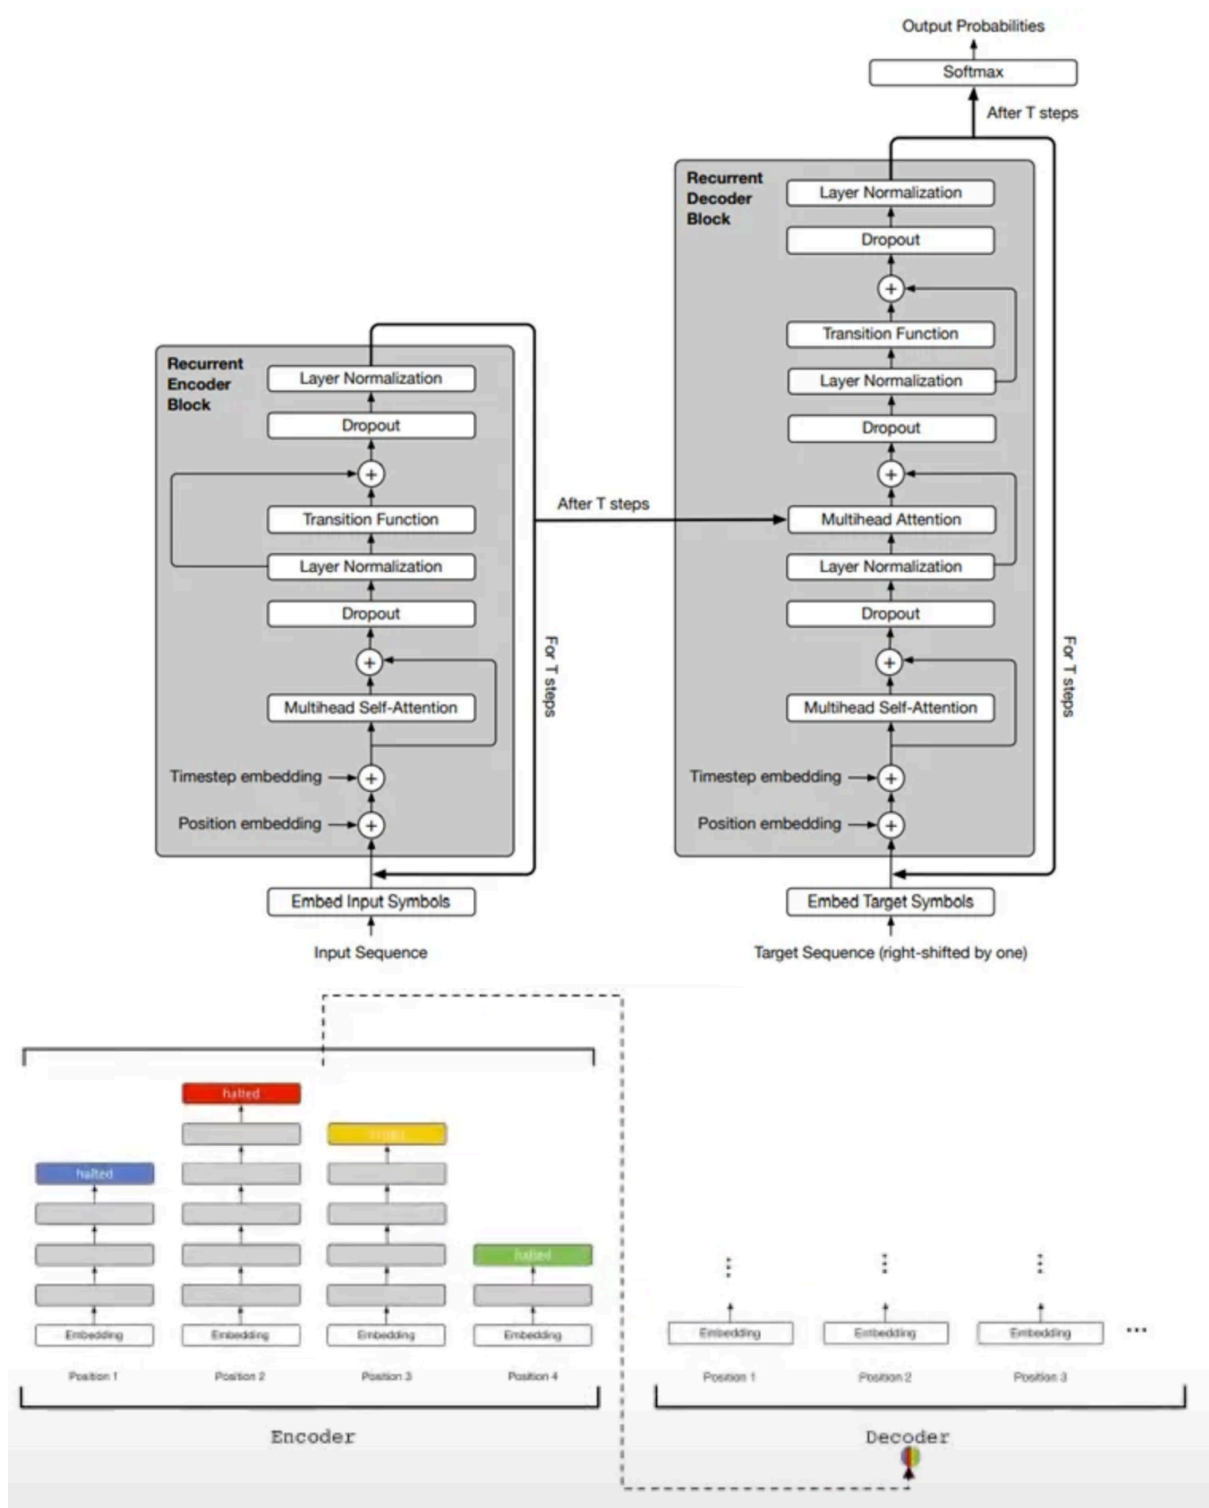 Output Probabilities
Softmax
After T steps
Recurrent
Decoder
Block
Layer Normalization
Dropout
+
Transition Function
Layer Normalization
Dropout
+
Multihead Attention
Layer Normalization
Dropout
+
Multihead Self-Attention
Timestep embedding
+
Position embedding
+
For T steps
Embed Target Symbols
Target Sequence (right-shifted by one)
After T steps
Recurrent
Encoder
Block
Layer Normalization
Dropout
+
Transition Function
Layer Normalization
Dropout
+
Multihead Self-Attention
Timestep embedding
+
Position embedding
+
For T steps
Embed Input Symbols
Input Sequence
halted
halted
halted
Embedding
Embedding
Embedding
Embedding
Position 1
Position 2
Position 3
Position 4
Encoder
Embedding
Embedding
Embedding
...
Position 1
Position 2
Position 3
Decoder